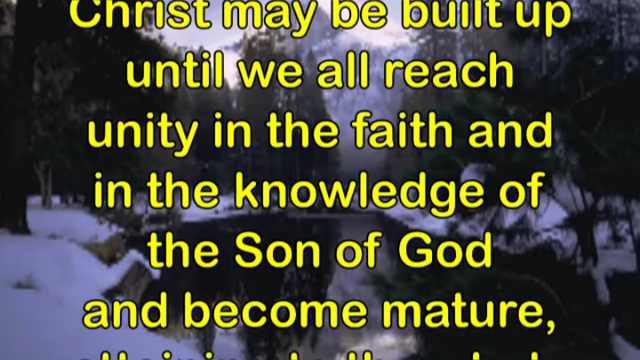 Christ may be built up
until we all reach
unity in the faith and
in the knowledge of
the Son of God
and become mature,